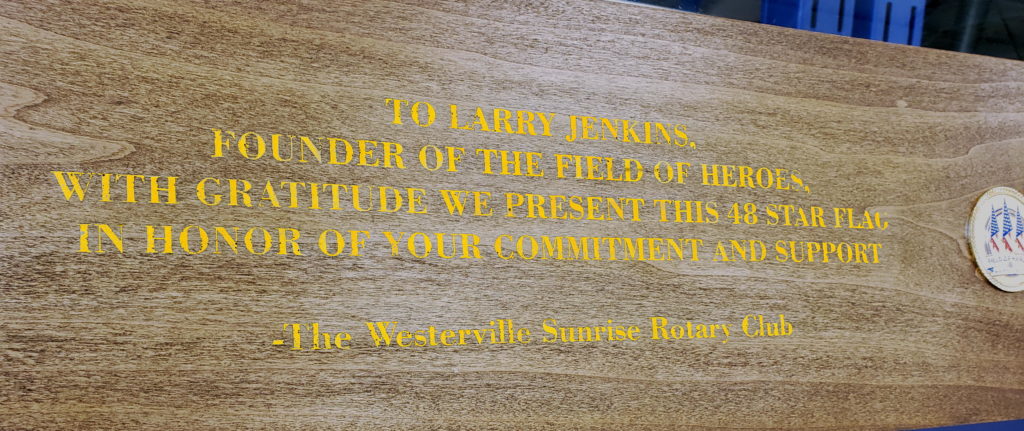 TO LARRY JENKINS,
FOUNDER OF THE FIELD OF HEROES,
WITH GRATITUDE WE PRESENT THIS 48 STAR FLAG
IN HONOR OF YOUR COMMITMENT AND SUPPORT
-The Westerville Sunrise Rotary Club